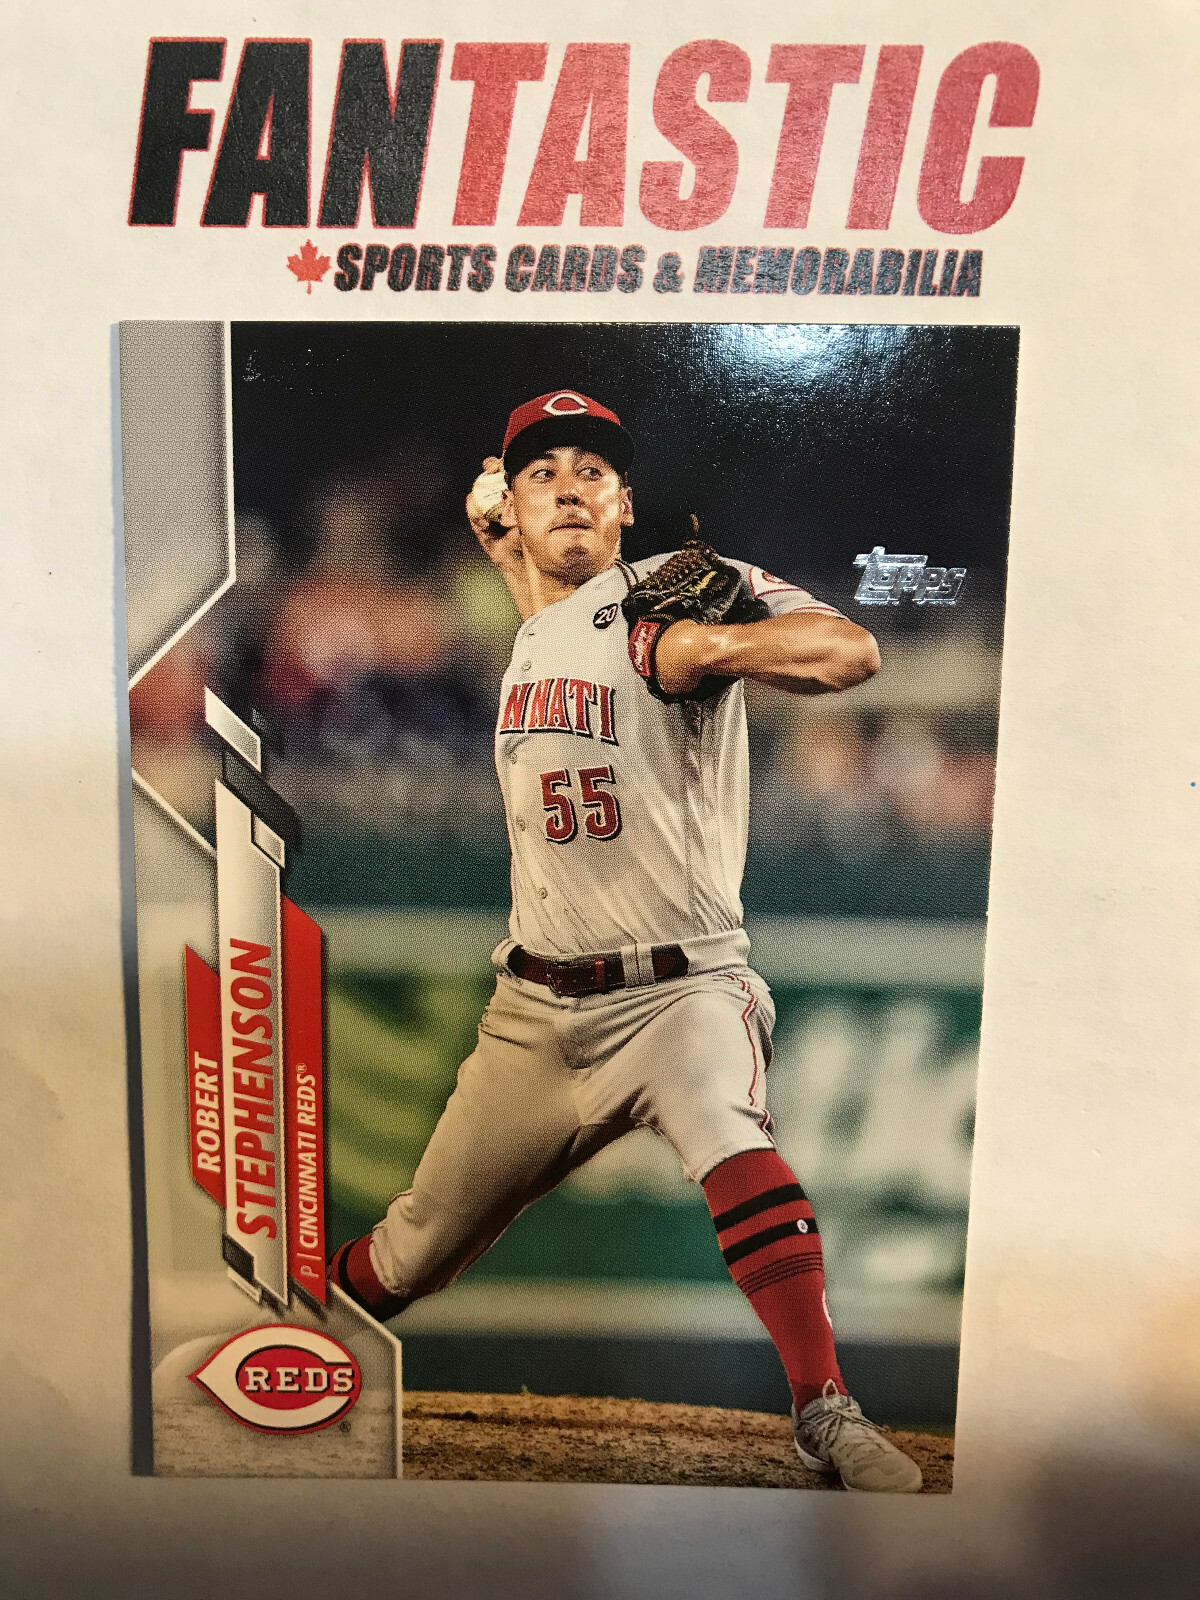 FANTASTIC
SPORTS CARDS & MEMORABILIA
Topps
20
NNATI
55
ROBERT
STEPHENSON
P | CINCINNATI REDS®
REDS
®